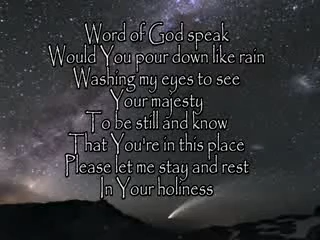 Word of God speak
Would You pour down like rain
Washing my eyes to see
Your majesty
To be still and know
That You're in this place
Please let me stay and rest
In Your holiness